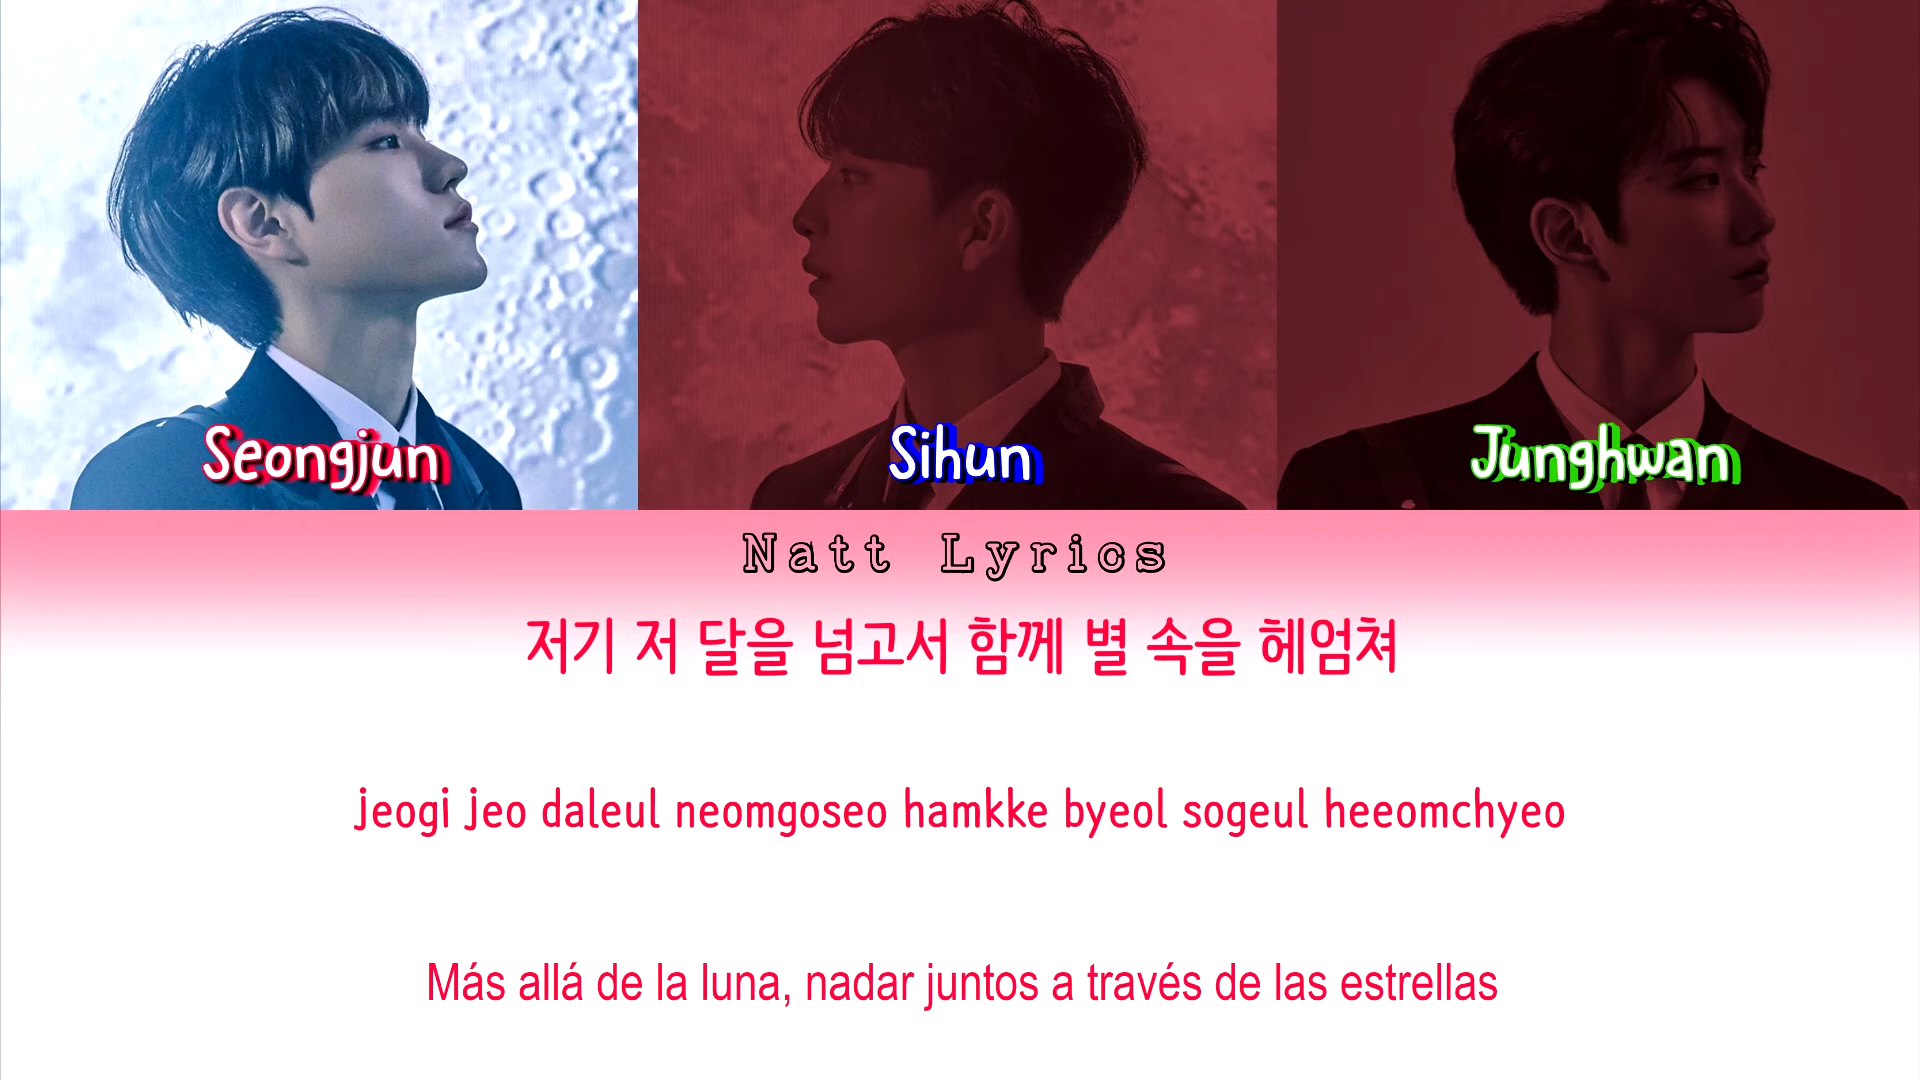 Seongjun
Sihun
Junghwan
Natt Lyrics
저기 저 달을 넘고서 함께 별 속을 헤엄쳐
jeogi jeo daleul neomgoseo hamkke byeol sogeul heeomchyeo
Más allá de la luna, nadar juntos a través de las estrellas